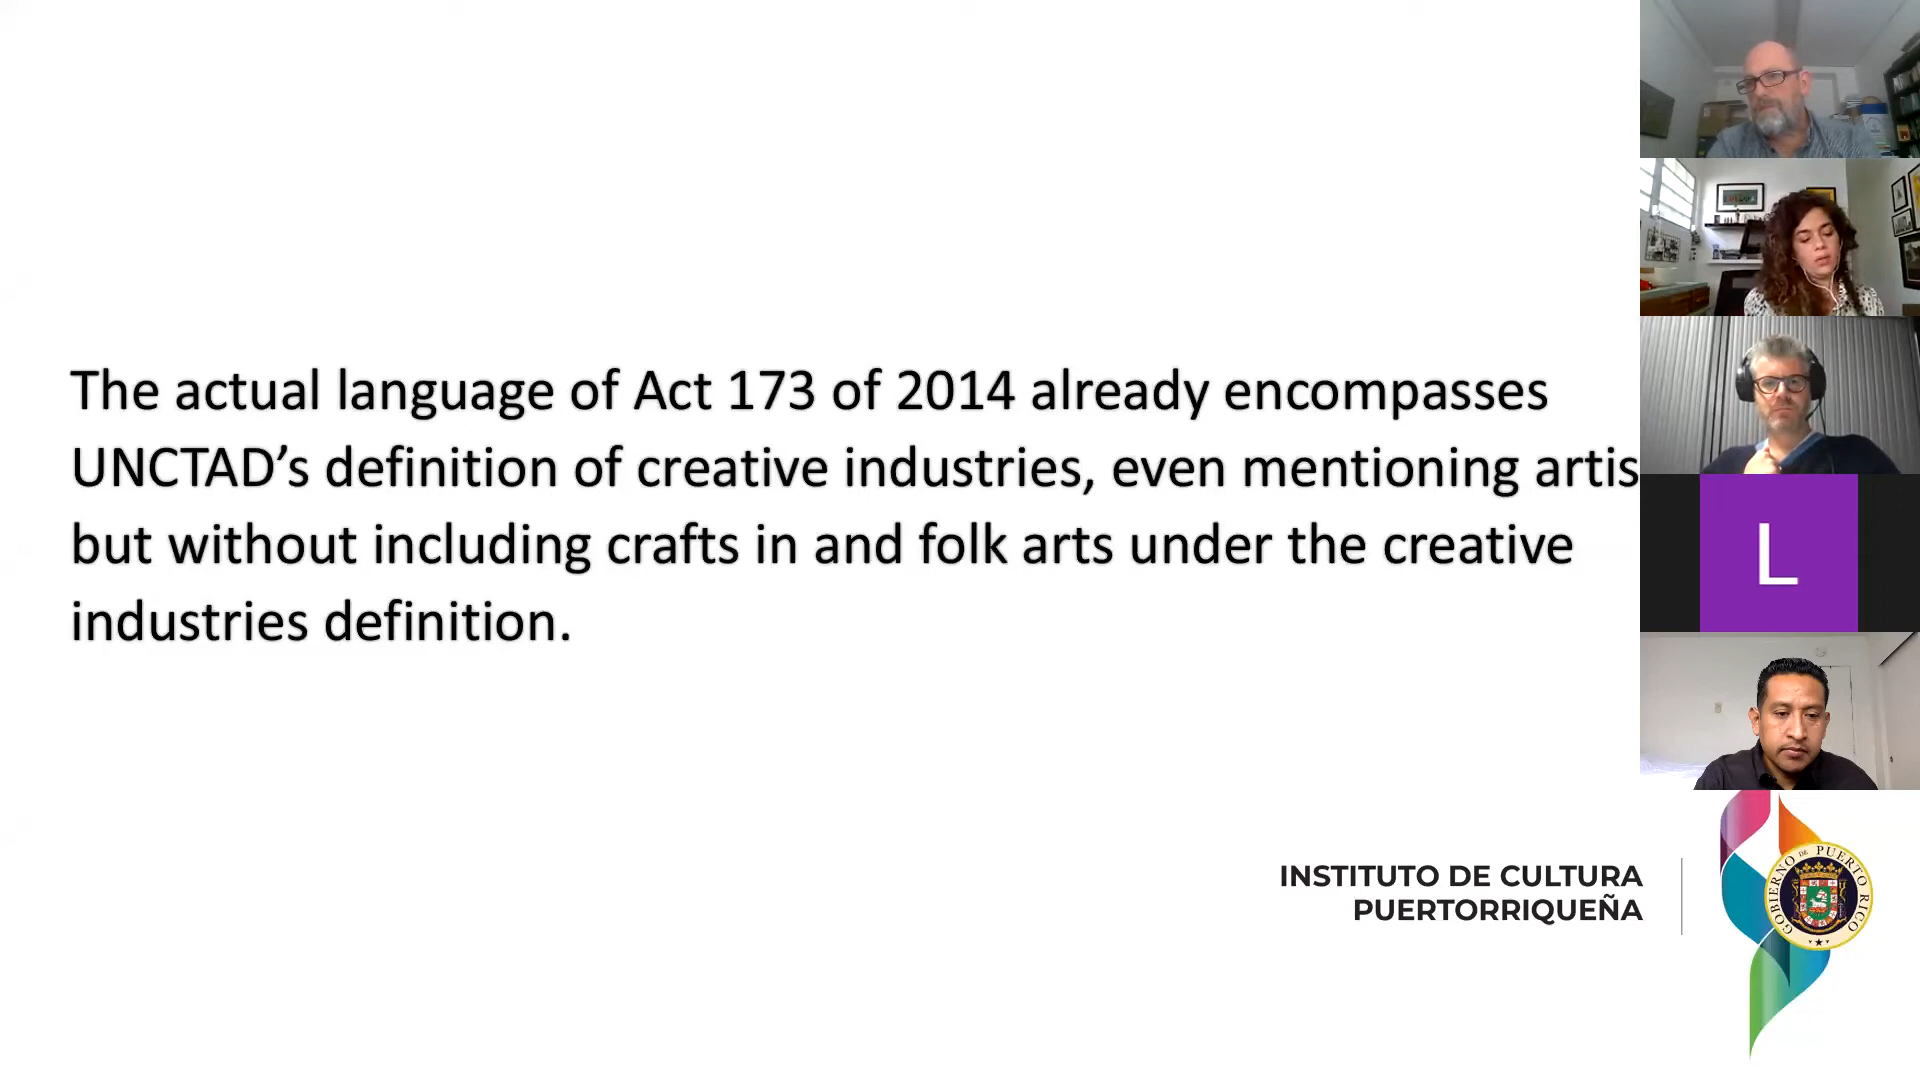 The actual language of Act 173 of 2014 already encompasses
UNCTAD’s definition of creative industries, even mentioning artis
but without including crafts in and folk arts under the creative
industries definition.
L
INSTITUTO DE CULTURA
PUERTORRIQUEÑA
GOBIERNO DE PUERTO RICO